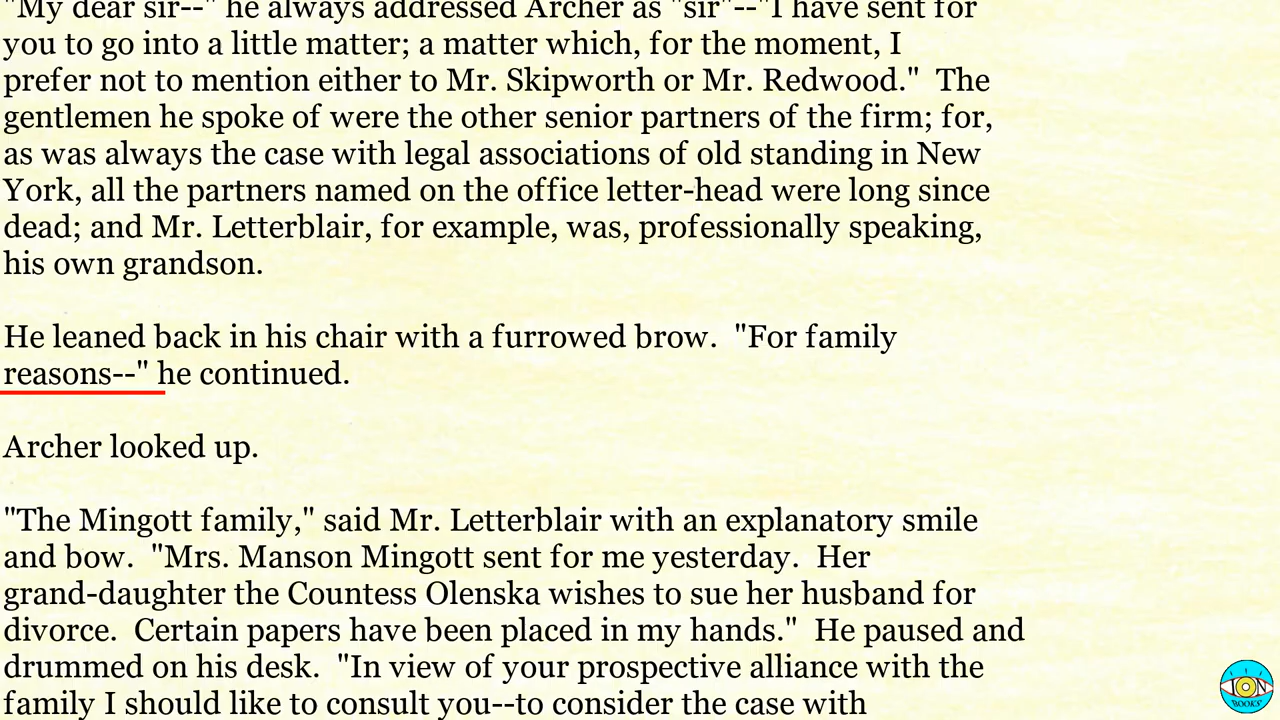 "My dear sir--" he always addressed Archer as "sir"--"I have sent for
you to go into a little matter; a matter which, for the moment, I
prefer not to mention either to Mr. Skipworth or Mr. Redwood."  The
gentlemen he spoke of were the other senior partners of the firm; for,
as was always the case with legal associations of old standing in New
York, all the partners named on the office letter-head were long since
dead; and Mr. Letterblair, for example, was, professionally speaking,
his own grandson.
He leaned back in his chair with a furrowed brow.  "For family
reasons--" he continued.
Archer looked up.
"The Mingott family," said Mr. Letterblair with an explanatory smile
and bow.  "Mrs. Manson Mingott sent for me yesterday.  Her
grand-daughter the Countess Olenska wishes to sue her husband for
divorce.  Certain papers have been placed in my hands."  He paused and
drummed on his desk.  "In view of your prospective alliance with the
family I should like to consult you--to consider the case with
ION
BOOKS